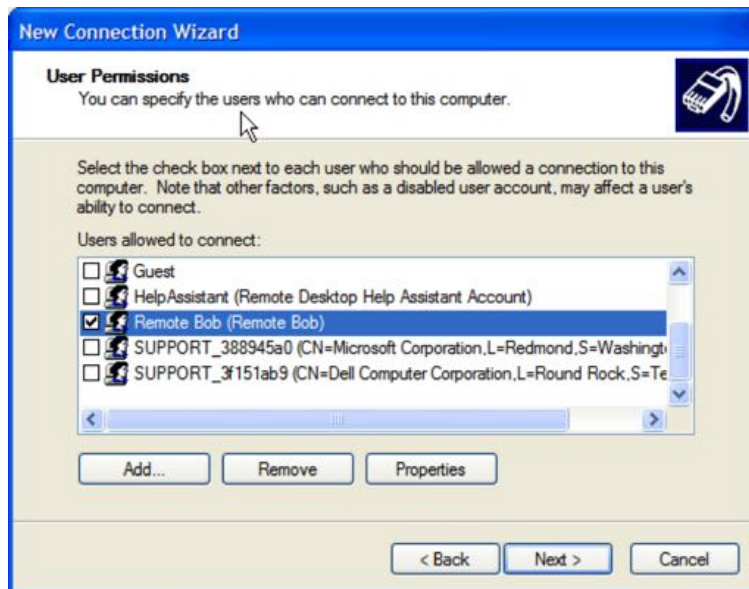 New Connection Wizard
User Permissions
You can specify the users who can connect to this computer.
Select the check box next to each user who should be allowed a connection to this
computer. Note that other factors, such as a disabled user account, may affect a user's
ability to connect.
Users allowed to connect:
Guest
HelpAssistant (Remote Desktop Help Assistant Account)
Remote Bob (Remote Bob)
SUPPORT_388945a0 (CN=Microsoft Corporation,L=Redmond,S=Washingt
SUPPORT_3f151ab9 (CN=Dell Computer Corporation,L=Round Rock,S=Te
Add... Remove Properties
< Back Next > Cancel